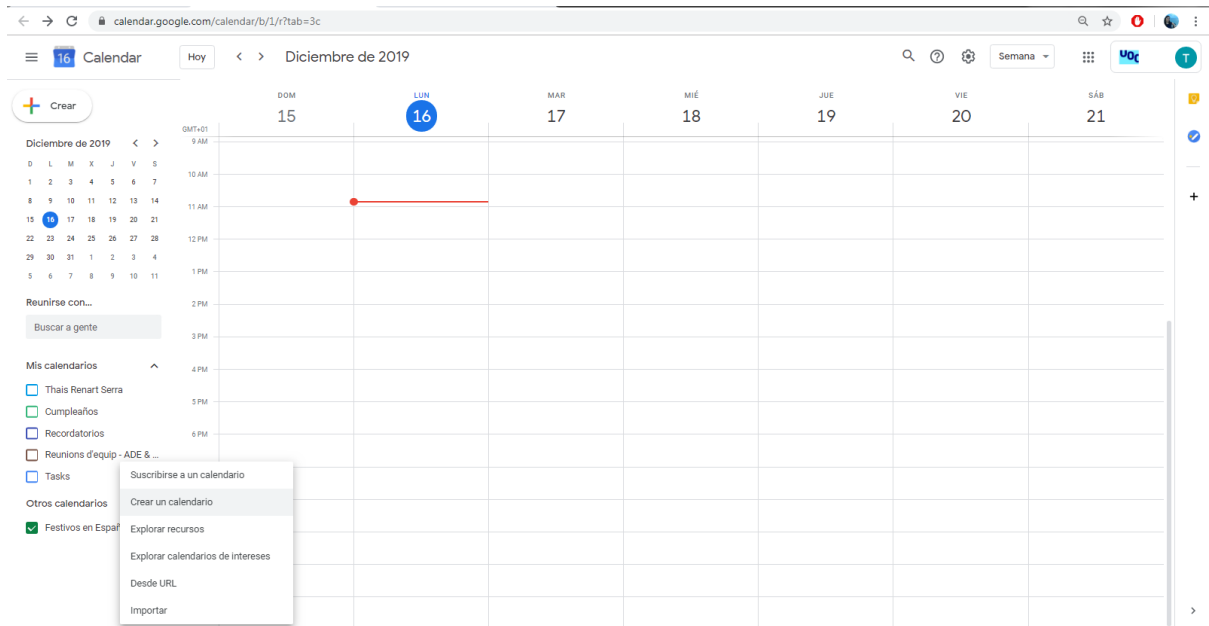 calendar.google.com/calendar/b/1/r?tab=3c
16 Calendar Hoy Diciembre de 2019 Semana UOC T
Crear
DOM LUN MAR MIÉ JUE VIE SÁB
15 16 17 18 19 20 21
GMT+01
Diciembre de 2019
D L M X J V S
1 2 3 4 5 6 7
8 9 10 11 12 13 14
15 16 17 18 19 20 21
22 23 24 25 26 27 28
29 30 31 1 2 3 4
5 6 7 8 9 10 11
9 AM
10 AM
11 AM
12 PM
1 PM
2 PM
3 PM
4 PM
5 PM
6 PM
Reunirse con...
Buscar a gente
Mis calendarios
Thais Renart Serra
Cumpleaños
Recordatorios
Reunions d'equip - ADE & ...
Tasks
Otros calendarios
Festivos en Españ
Suscribirse a un calendario
Crear un calendario
Explorar recursos
Explorar calendarios de intereses
Desde URL
Importar